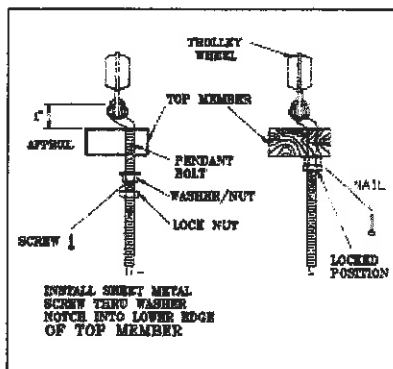 TROLLEY
WHEEL
1"
TOP MEMBER
APPROX.
PENDANT
BOLT
WASHER/NUT
NAIL
LOCK NUT
SCREW
LOCKED
POSITION
INSTALL SHEET METAL
SCREW THRU WASHER
NOTCH INTO LOWER EDGE
OF TOP MEMBER